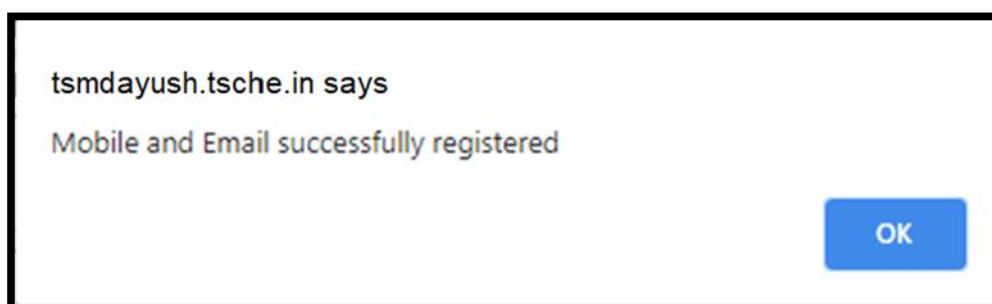 tsmdayush.tsche.in says
Mobile and Email successfully registered
OK